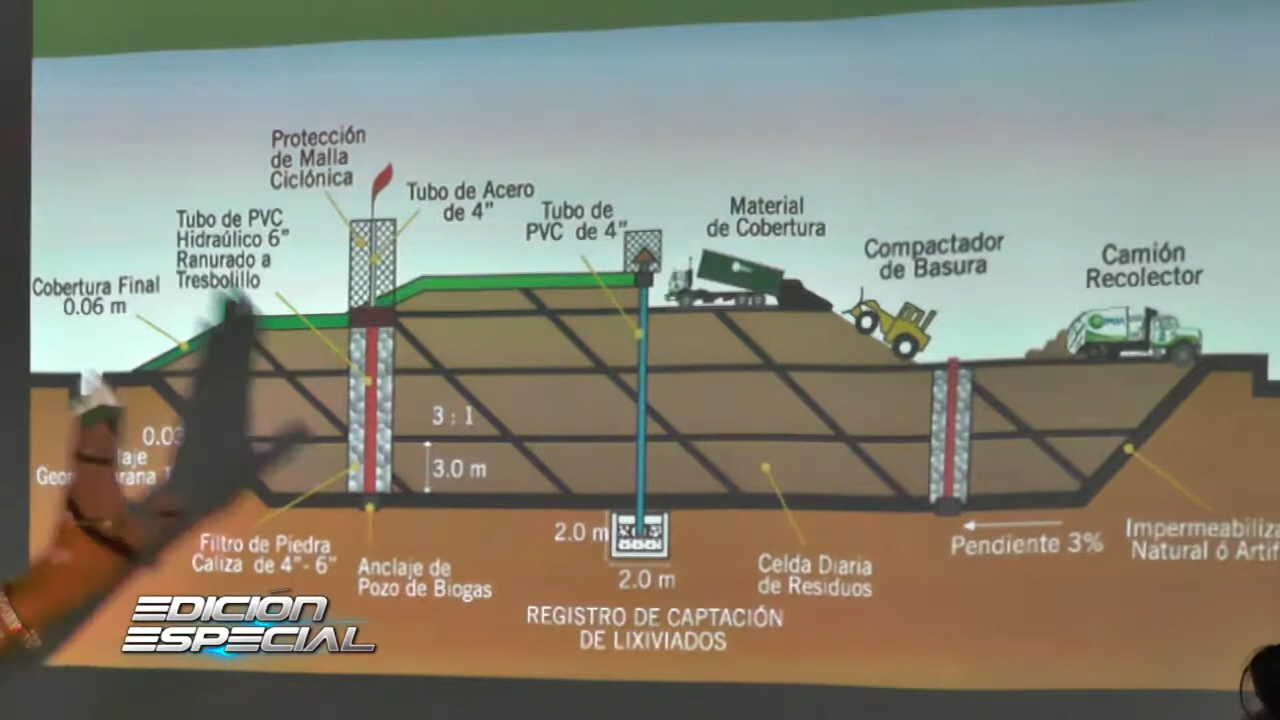 Protección
de Malla
Ciclónica
Tubo de Acero
de 4"
Tubo de PVC
Hidraúlico 6"
Ranurado a
Tresbolillo
Tubo de
PVC de 4"
Material
de Cobertura
Compactador
de Basura
Camión
Recolector
Cobertura Final
0.06 m
3 : 1
3.0 m
2.0 m
2.0 m
Filtro de Piedra
Caliza de 4"- 6"
Anclaje de
Pozo de Biogas
Celda Diaria
de Residuos
Pendiente 3%
Natural ó
REGISTRO DE CAPTACIÓN
DE LIXIVIADOS
EDICIÓN
ESPECIAL